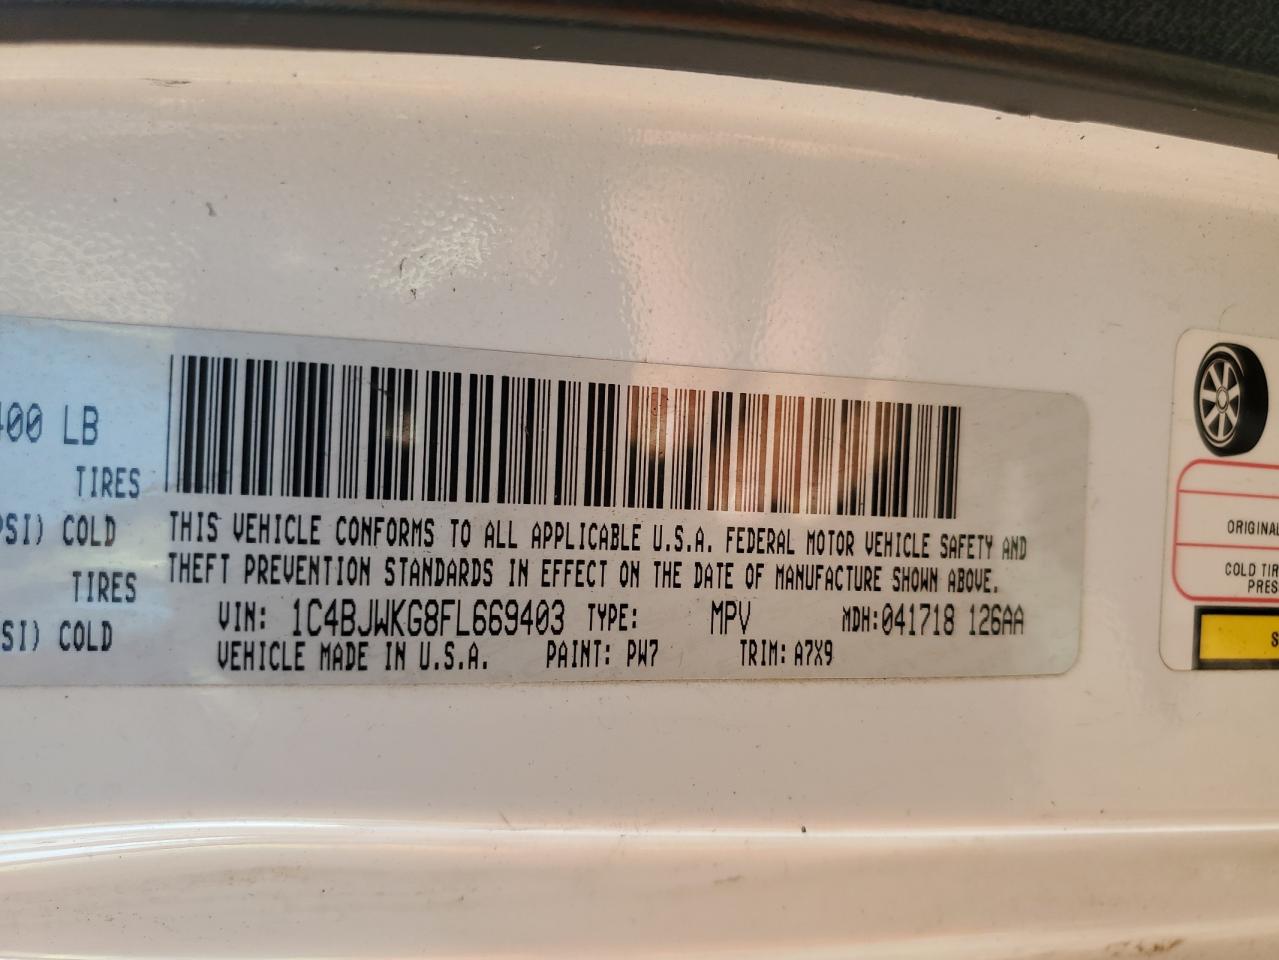 400 LB
TIRES
PSI) COLD
TIRES
SI) COLD
THIS VEHICLE CONFORMS TO ALL APPLICABLE U.S.A. FEDERAL MOTOR VEHICLE SAFETY AND
THEFT PREVENTION STANDARDS IN EFFECT ON THE DATE OF MANUFACTURE SHOWN ABOVE.
VIN: 1C4BJWKG8FL669403 TYPE: MPV MDH:041718 126AA
VEHICLE MADE IN U.S.A. PAINT: PW7 TRIM: A7X9
ORIGINAL
COLD TIR
PRES
S